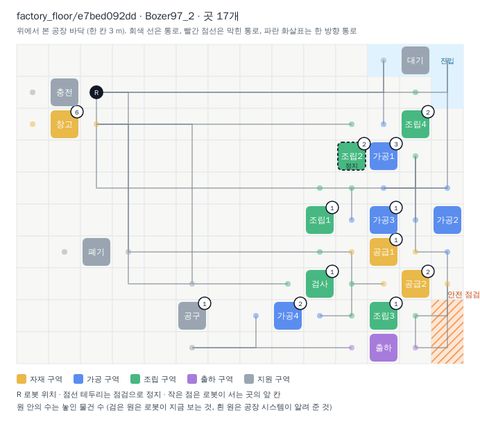 factory_floor/e7bed092dd · Bozer97_2 · 곳 17개
위에서 본 공장 바닥 (한 칸 3 m). 회색 선은 통로, 빨간 점선은 막힌 통로, 파란 화살표는 한 방향 통로
대기
진입
충전
R
6
창고
2
조립4
2
조립2
정지
3
가공1
1
조립1
1
가공3
가공2
폐기
1
공급1
1
검사
2
공급2
안전 점검
1
공구
2
가공4
1
조립3
출하
자재 구역
가공 구역
조립 구역
출하 구역
지원 구역
R 로봇 위치 · 점선 테두리는 점검으로 정지 · 작은 점은 로봇이 서는 곳의 앞 칸
원 안의 수는 놓인 물건 수 (검은 원은 로봇이 지금 보는 것, 흰 원은 공장 시스템이 알려 준 것)